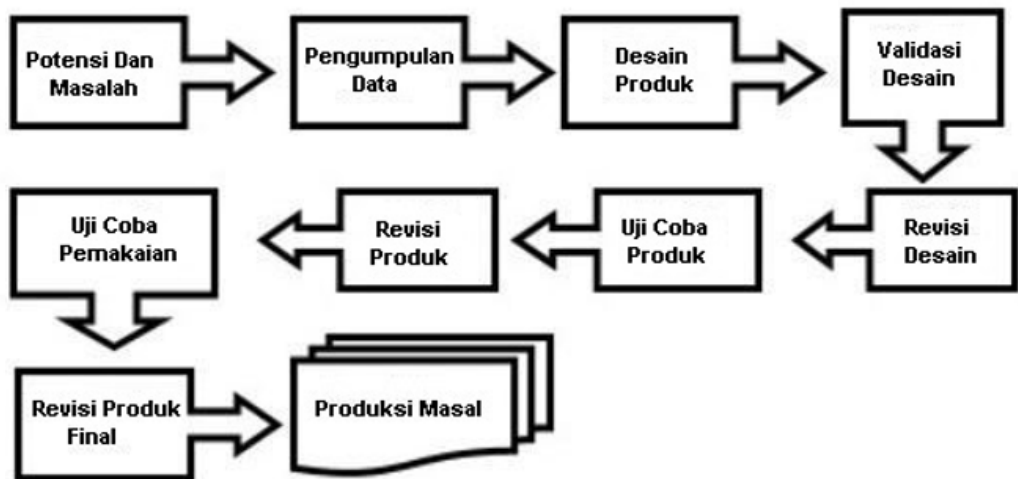 Potensi Dan
Masalah
Pengumpulan
Data
Desain
Produk
Validasi
Desain
Revisi
Desain
Uji Coba
Produk
Revisi
Produk
Uji Coba
Pemakaian
Revisi Produk
Final
Produksi Masal